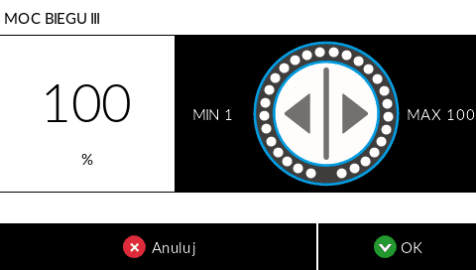 MOC BIEGU III
100
%
MIN 1
MAX 100
Anuluj
OK